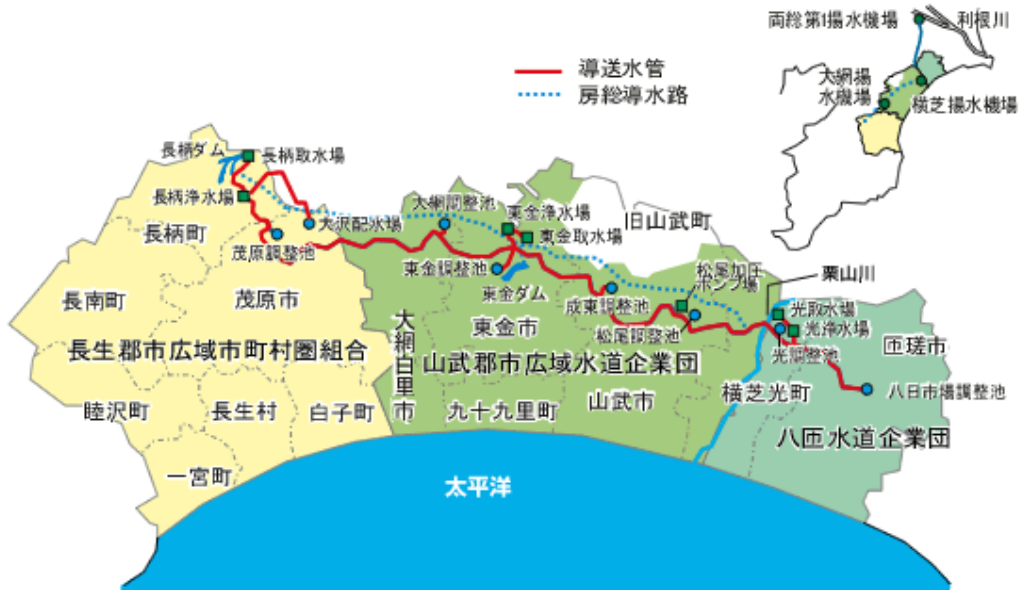 両総第1揚水機場
利根川
導送水管
房総導水路
大網揚
水機場
横芝揚水機場
長柄ダム
長柄取水場
長柄浄水場
大沢配水場
長柄町
茂原調整池
大網調整池
東金浄水場
東金取水場
旧山武町
東金調整池
東金ダム
成東調整池
松尾加圧
ポンプ場
松尾調整池
栗山川
光取水場
光浄水場
光調整池
匝瑳市
八日市場調整池
長南町
茂原市
長生郡市広域市町村圏組合
大網白里市
東金市
山武郡市広域水道企業団
横芝光町
睦沢町
長生村
白子町
九十九里町
山武市
八匝水道企業団
一宮町
太平洋